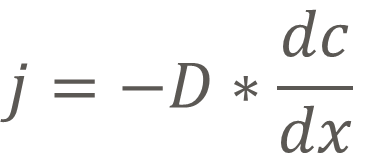 j = −D * dc/dx